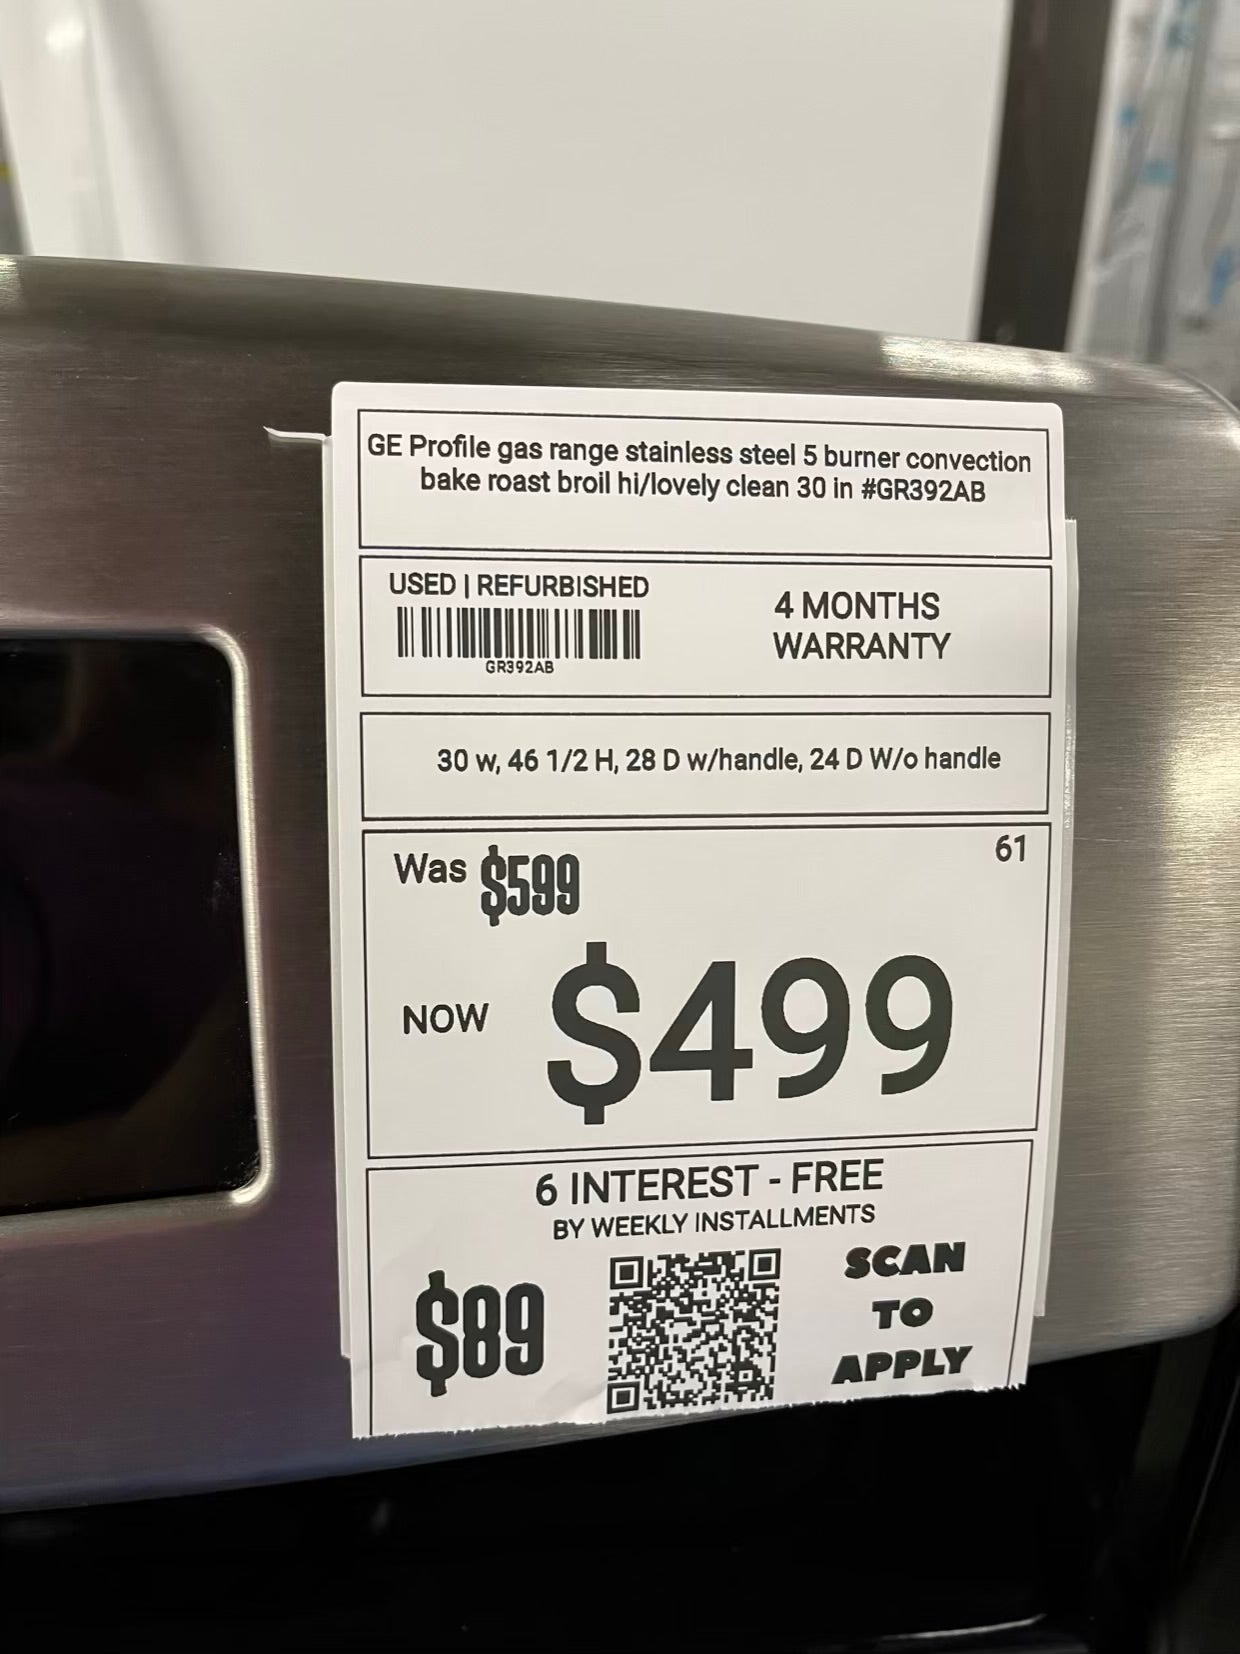 GE Profile gas range stainless steel 5 burner convection
bake roast broil hi/lovely clean 30 in #GR392AB
USED | REFURBISHED
GR392AB
4 MONTHS
WARRANTY
30 w, 46 1/2 H, 28 D w/handle, 24 D W/o handle
61
Was $599
NOW $499
6 INTEREST - FREE
BY WEEKLY INSTALLMENTS
$89
SCAN
TO
APPLY